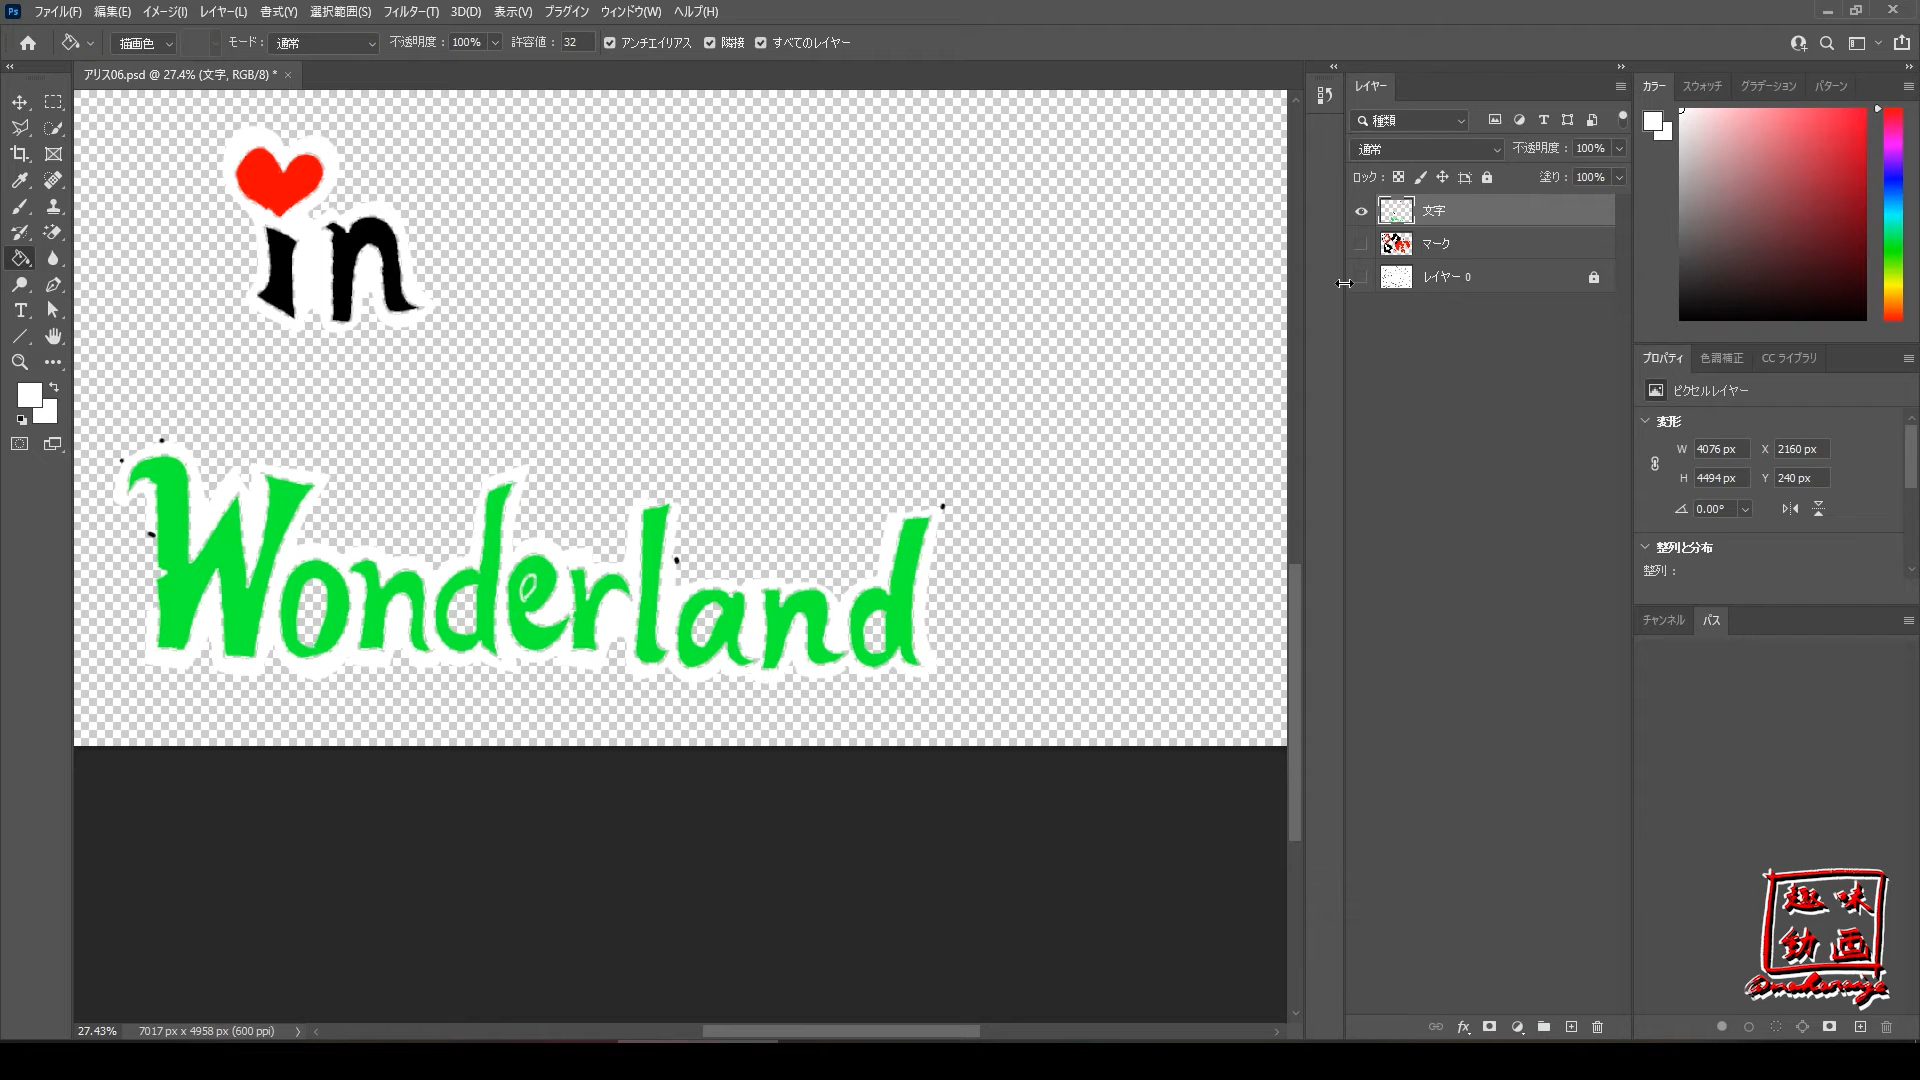 Ps ファイル(F) 編集(E) イメージ(I) レイヤー(L) 書式(Y) 選択範囲(S) フィルター(T) 3D(D) 表示(V) プラグイン ウィンドウ(W) ヘルプ(H)
描画色 モード： 通常 不透明度： 100% 許容値： 32 アンチエイリアス 隣接 すべてのレイヤー
アリス06.psd @ 27.4% (文字, RGB/8) * ×
in
Wonderland
27.43% 7017 px x 4958 px (600 ppi)
レイヤー
種類
通常 不透明度： 100%
ロック： 塗り： 100%
文字
マーク
レイヤー 0
fx
カラー スウォッチ グラデーション パターン
プロパティ 色調補正 CC ライブラリ
ピクセルレイヤー
変形
W 4076 px X 2160 px
H 4494 px Y 240 px
0.00°
整列と分布
整列：
チャンネル パス
趣味
動画